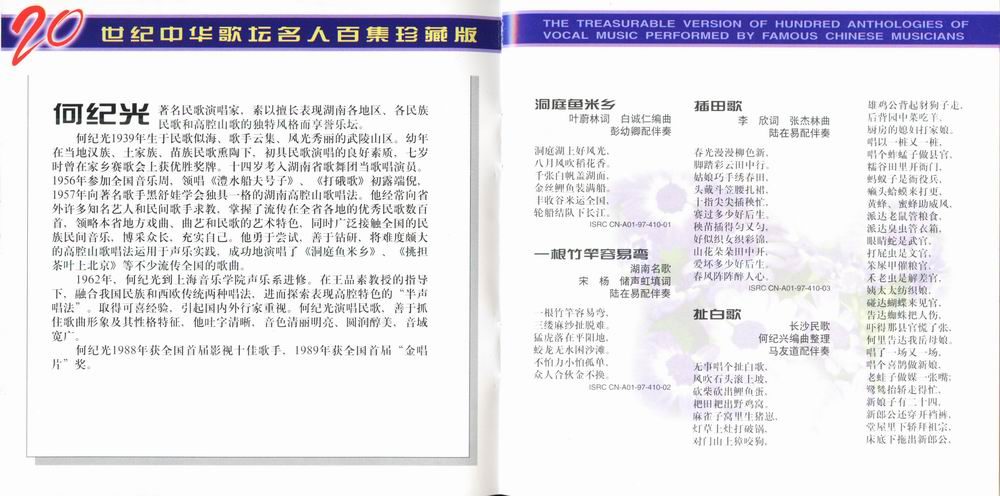 20世纪中华歌坛名人百集珍藏版
何纪光 著名民歌演唱家，素以擅长表现湖南各地区、各民族
民歌和高腔山歌的独特风格而享誉乐坛。
何纪光1939年生于民歌似海、歌手云集、风光秀丽的武陵山区。幼年
在当地汉族、土家族、苗族民歌熏陶下，初具民歌演唱的良好素质，七岁
时曾在家乡赛歌会上获优胜奖牌。十四岁考入湖南省歌舞团当歌唱演员。
1956年参加全国音乐周，领唱《澧水船夫号子》、《打硪歌》初露端倪，
1957年向著名歌手黑舒娃学会独具一格的湖南高腔山歌唱法。他经常向省
外许多知名艺人和民间歌手求教，掌握了流传在全省各地的优秀民歌数百
首，领略本省地方戏曲、曲艺和民歌的艺术特色，同时广泛接触全国的民
族民间音乐，博采众长，充实自己。他勇于尝试，善于钻研，将难度颇大
的高腔山歌唱法运用于声乐实践，成功地演唱了《洞庭鱼米乡》、《挑担
茶叶上北京》等不少流传全国的歌曲。
1962年，何纪光到上海音乐学院声乐系进修。在王品素教授的指导
下，融合我国民族和西欧传统两种唱法，进而探索表现高腔特色的“半声
唱法”。取得可喜经验，引起国内外行家重视。何纪光演唱民歌，善于抓
住歌曲形象及其性格特征，他吐字清晰，音色清丽明亮、圆润醇美，音域
宽广。
何纪光1988年获全国首届影视十佳歌手，1989年获全国首届“金唱
片”奖。
THE TREASURABLE VERSION OF HUNDRED ANTHOLOGIES OF
VOCAL MUSIC PERFORMED BY FAMOUS CHINESE MUSICIANS
洞庭鱼米乡
叶蔚林词 白诚仁编曲
彭幼卿配伴奏
洞庭湖上好风光，
八月风吹稻花香。
千张白帆盖湖面，
金丝鲤鱼装满船。
丰收谷米运全国，
轮船结队下长江。
ISRC CN-A01-97-410-01
一根竹竿容易弯
湖南名歌
宋 杨 储声虹填词
陆在易配伴奏
一根竹竿容易弯，
三缕麻纱扯脱难。
猛虎落在平阳地，
蛟龙无水困沙滩。
不怕力小怕孤单，
众人合伙金不换。
ISRC CN-A01-97-410-02
插田歌
李 欣词 张杰林曲
陆在易配伴奏
春光漫漫柳色新，
脚踏彩云田中行。
姑娘巧手绣春田，
头戴斗笠腰扎裙，
十指尖尖插秧忙，
赛过多少好后生。
秧苗插得匀又匀，
好似织女织彩锦，
山花朵朵田中开，
爱坏多少好后生，
春风阵阵醉人心。
ISRC CN-A01-97-410-03
扯白歌
长沙民歌
何纪光编曲整理
马友道配伴奏
无事唱个扯白歌，
风吹石头滚上坡，
砍柴砍出鲤鱼蛋，
耙田耙出野鸡窝。
麻雀子窝里生猪崽，
灯草上灶打破锅，
对门山上獐咬狗，
雄鸡公背起豺狗子走，
后背园中菜吃羊。
厨房的媳妇打家娘。
唱以一桩又一桩，
唱个蚱蜢子做县官，
糯谷田里开衙门，
蚂蝗子是衙役兵，
癞头蛤蟆来打更，
黄蜂、蜜蜂助威风，
派达老鼠管粮食，
派达臭虫管衣箱，
眼睛蛇是武官，
打屁虫是文官，
笨屎甲催粮官，
禾老虫是解差官，
姨太太纺织娘，
碰达蝴蝶来见官，
告达蜘蛛把人伤，
吓得那县官慌了张，
何里告达我岳母娘。
唱了一场又一场，
唱个喜鹊做新娘，
老蛙子做媒一张嘴，
鹭鸶抬轿走得忙，
新娘子有二十四，
新郎公还穿开裆裤，
堂屋里下轿拜祖宗，
床底下拖出新郎公，